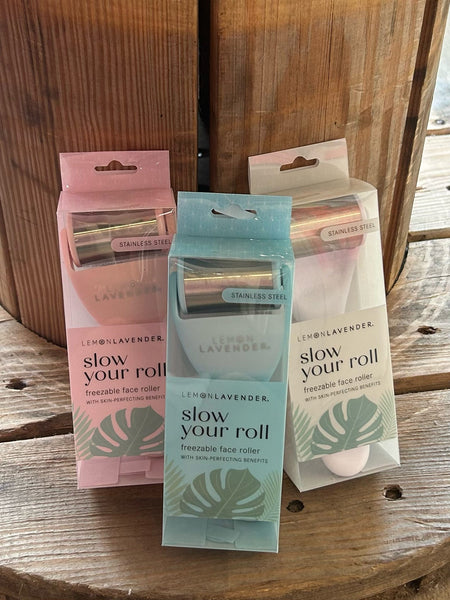 STAINLESS STEEL
LEMON
LAVENDER.
LEMONLAVENDER.
slow
your roll
freezable face roller
WITH SKIN-PERFECTING BENEFITS
STAINLESS STEEL
LEMON
LAVENDER.
LEMONLAVENDER.
slow
your roll
freezable face roller
WITH SKIN-PERFECTING BENEFITS
STAINLESS STEEL
LEMONLAVENDER.
slow
your roll
freezable face roller
WITH SKIN-PERFECTING BENEFITS